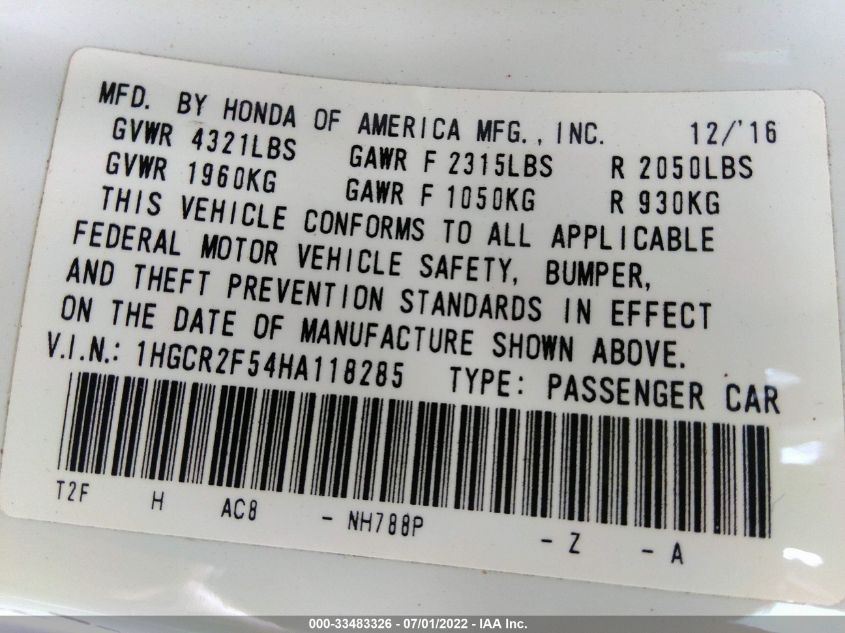 MFD. BY HONDA OF AMERICA MFG., INC. 12/'16
GVWR 4321LBS GAWR F 2315LBS R 2050LBS
GVWR 1960KG GAWR F 1050KG R 930KG
THIS VEHICLE CONFORMS TO ALL APPLICABLE
FEDERAL MOTOR VEHICLE SAFETY, BUMPER,
AND THEFT PREVENTION STANDARDS IN EFFECT
ON THE DATE OF MANUFACTURE SHOWN ABOVE.
V.I.N.: 1HGCR2F54HA118285 TYPE: PASSENGER CAR
T2F H AC8 - NH788P - Z - A
000-33483326 - 07/01/2022 - IAA Inc.